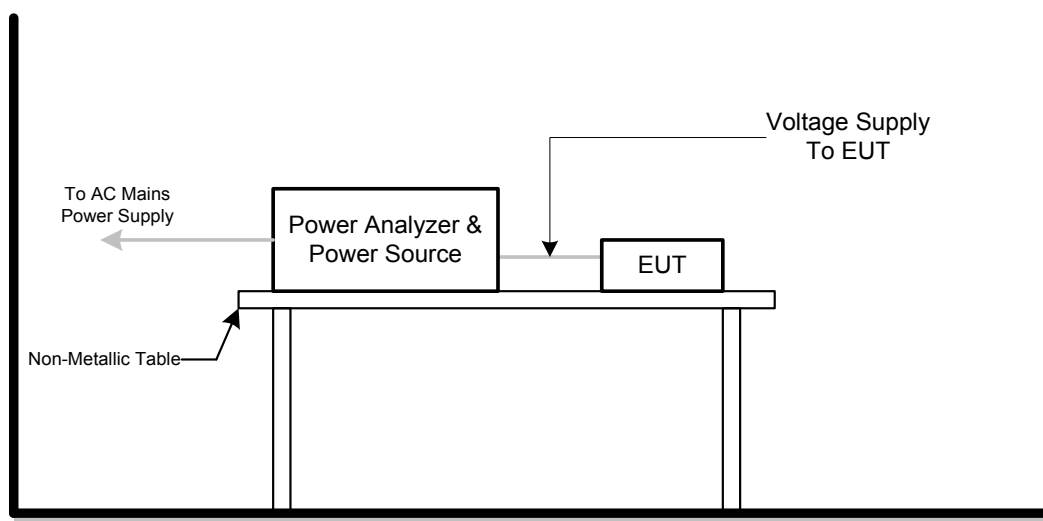 Voltage Supply
To EUT
To AC Mains
Power Supply
Power Analyzer &
Power Source
EUT
Non-Metallic Table